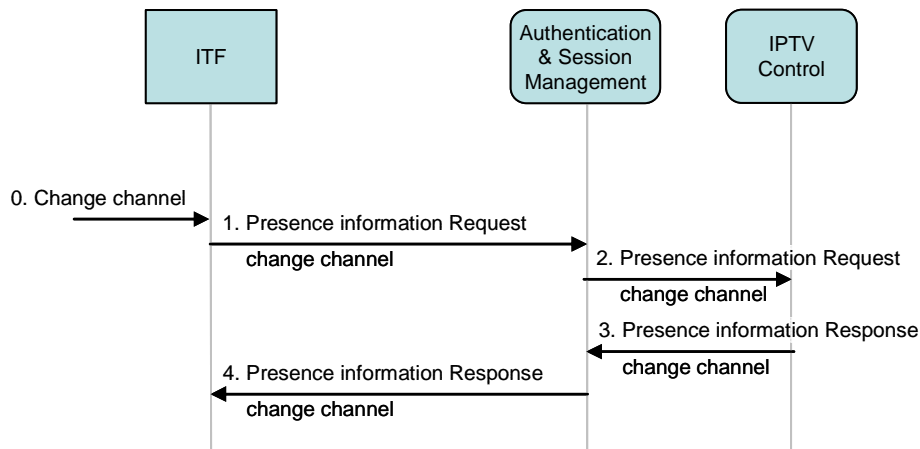 ITF
Authentication
& Session
Management
IPTV
Control
0. Change channel
1. Presence information Request
change channel
2. Presence information Request
change channel
3. Presence information Response
change channel
4. Presence information Response
change channel